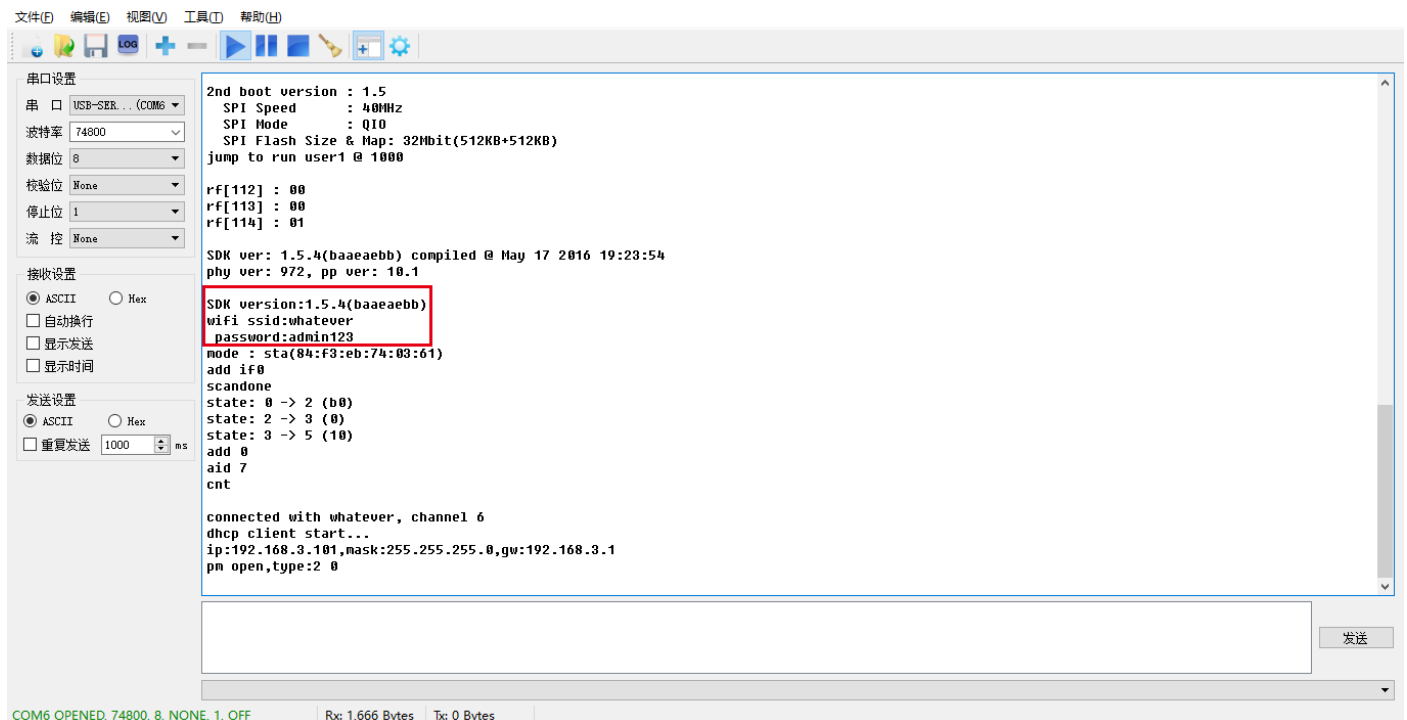 文件(F) 编辑(E) 视图(V) 工具(T) 帮助(H)
LOG
串口设置
串 口 USB-SER...(COM6
波特率 74800
数据位 8
校验位 None
停止位 1
流 控 None
接收设置
ASCII Hex
自动换行
显示发送
显示时间
发送设置
ASCII Hex
重复发送 1000 ms
2nd boot version : 1.5
SPI Speed : 40MHz
SPI Mode : QIO
SPI Flash Size & Map: 32Mbit(512KB+512KB)
jump to run user1 @ 1000
rf[112] : 00
rf[113] : 00
rf[114] : 01
SDK ver: 1.5.4(baaeaebb) compiled @ May 17 2016 19:23:54
phy ver: 972, pp ver: 10.1
SDK version:1.5.4(baaeaebb)
wifi ssid:whatever
password:admin123
mode : sta(84:f3:eb:74:03:61)
add if0
scandone
state: 0 -> 2 (b0)
state: 2 -> 3 (0)
state: 3 -> 5 (10)
add 0
aid 7
cnt
connected with whatever, channel 6
dhcp client start...
ip:192.168.3.101,mask:255.255.255.0,gw:192.168.3.1
pm open,type:2 0
发送
COM6 OPENED, 74800, 8, NONE, 1, OFF Rx: 1,666 Bytes Tx: 0 Bytes